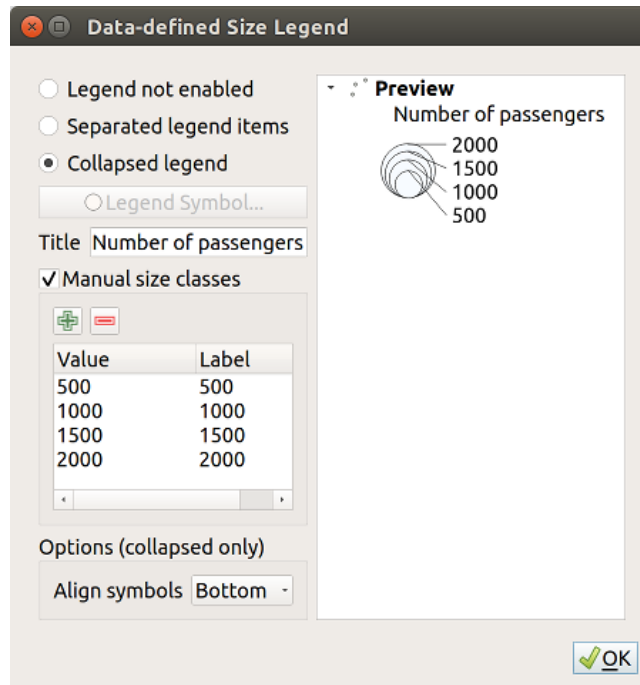 Data-defined Size Legend
Legend not enabled
Separated legend items
Collapsed legend
Legend Symbol...
Title Number of passengers
Manual size classes
Value Label
500 500
1000 1000
1500 1500
2000 2000
Options (collapsed only)
Align symbols Bottom
Preview
Number of passengers
2000
1500
1000
500
OK